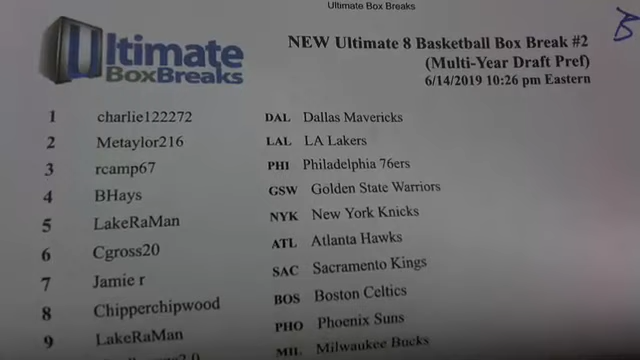 Ultimate Box Breaks
Ultimate
BoxBreaks
NEW Ultimate 8 Basketball Box Break #2
(Multi-Year Draft Pref)
6/14/2019 10:26 pm Eastern
1 charlie122272 DAL Dallas Mavericks
2 Metaylor216 LAL LA Lakers
3 rcamp67 PHI Philadelphia 76ers
4 BHays GSW Golden State Warriors
5 LakeRaMan NYK New York Knicks
6 Cgross20 ATL Atlanta Hawks
7 Jamie r SAC Sacramento Kings
8 Chipperchipwood BOS Boston Celtics
9 LakeRaMan PHO Phoenix Suns
MIL Milwaukee Bucks